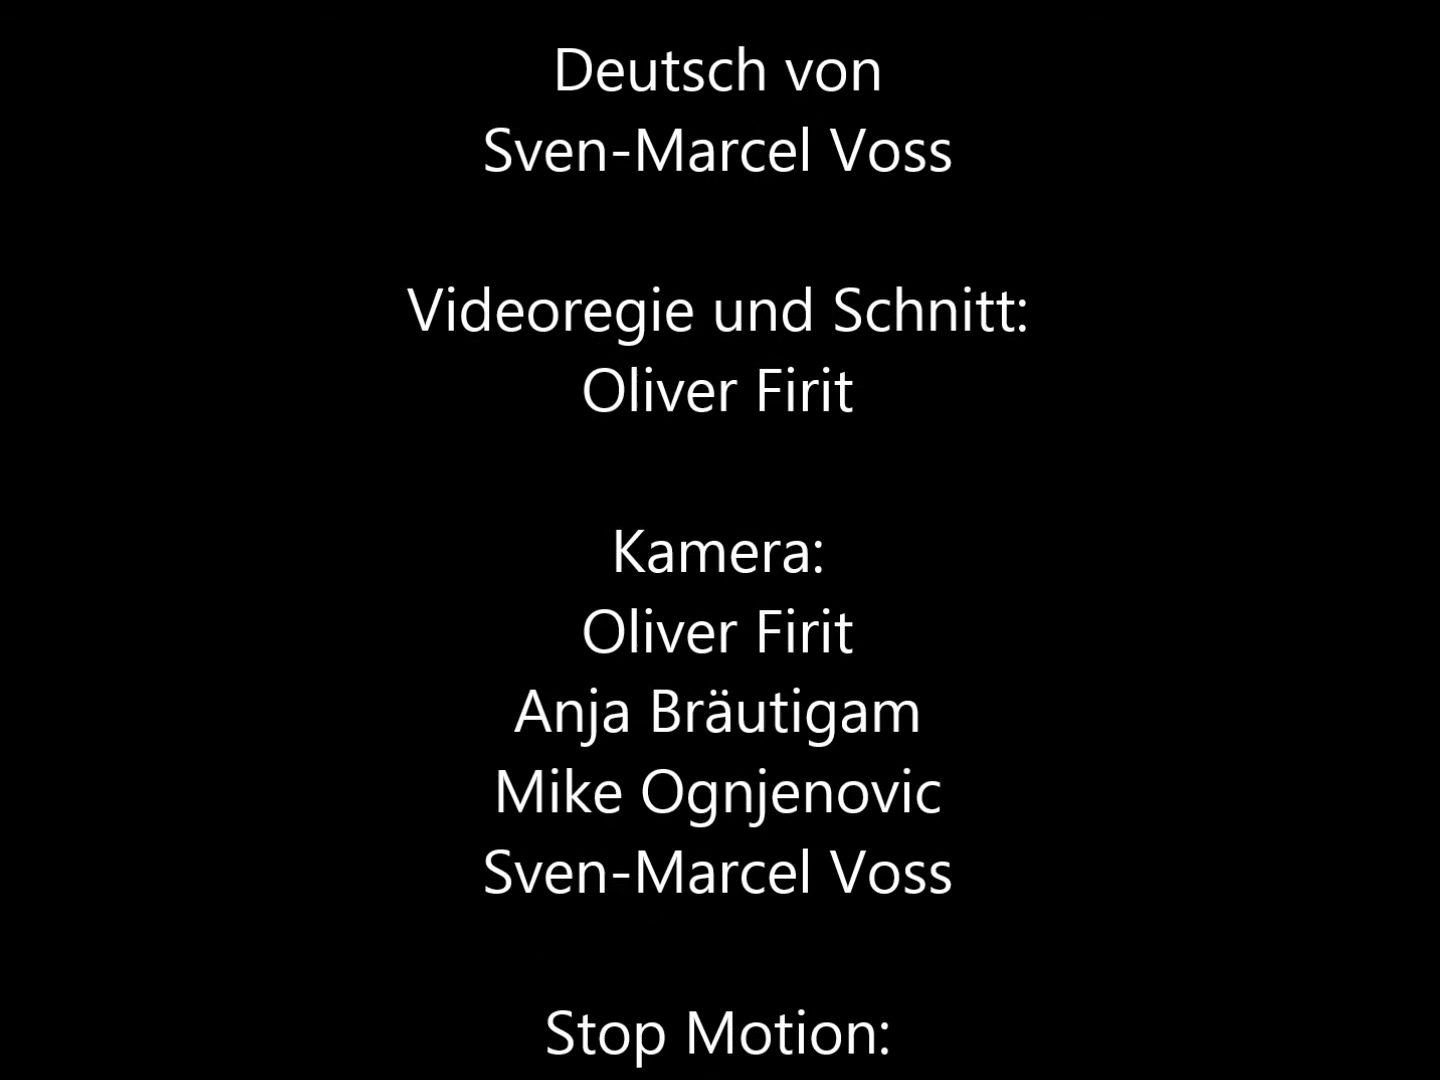 Deutsch von
Sven-Marcel Voss
Videoregie und Schnitt:
Oliver Firit
Kamera:
Oliver Firit
Anja Bräutigam
Mike Ognjenovic
Sven-Marcel Voss
Stop Motion: